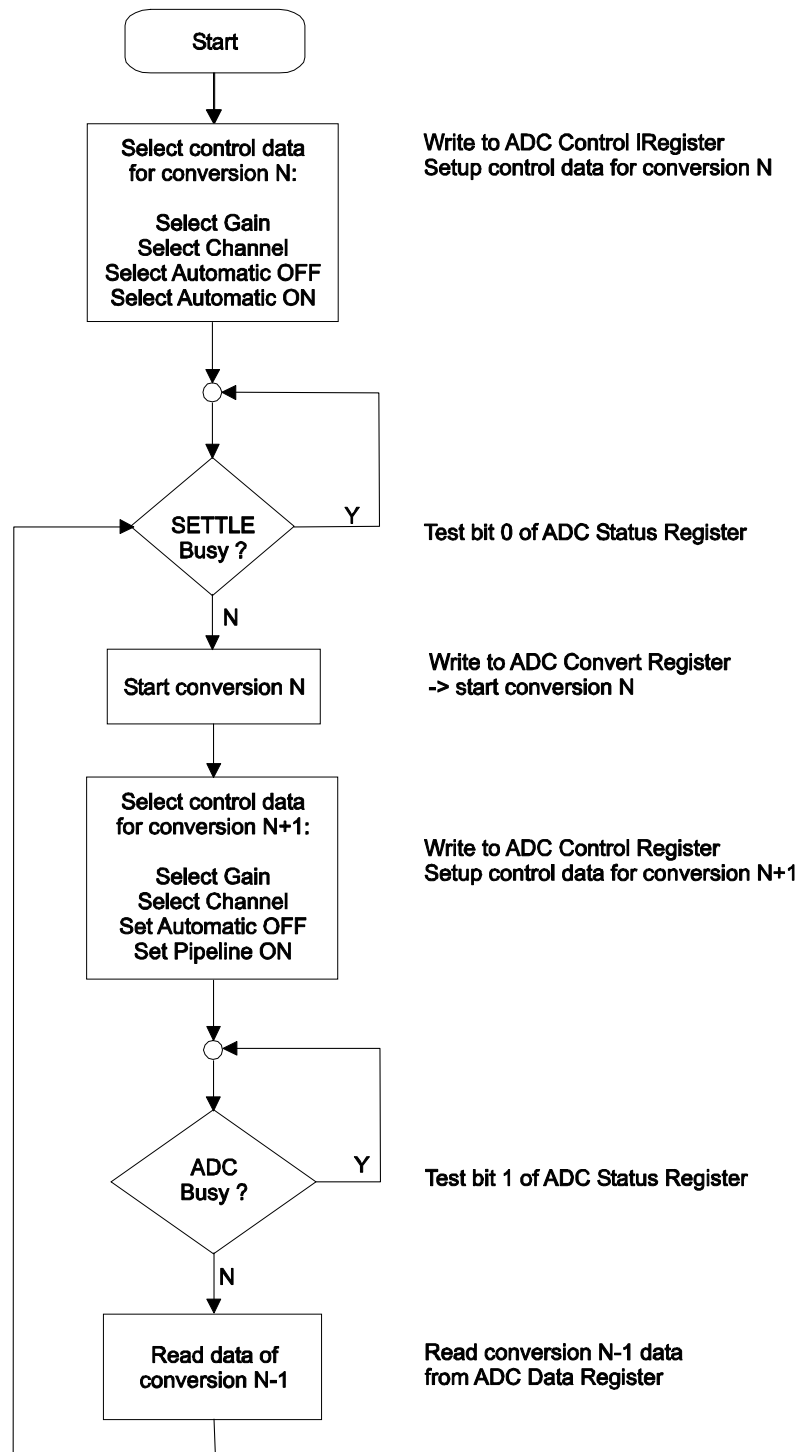 Start
Select control data
for conversion N:
Select Gain
Select Channel
Select Automatic OFF
Select Automatic ON
Write to ADC Control IRegister
Setup control data for conversion N
SETTLE
Busy ?
Y
N
Test bit 0 of ADC Status Register
Start conversion N
Write to ADC Convert Register
-> start conversion N
Select control data
for conversion N+1:
Select Gain
Select Channel
Set Automatic OFF
Set Pipeline ON
Write to ADC Control Register
Setup control data for conversion N+1
ADC
Busy ?
Y
N
Test bit 1 of ADC Status Register
Read data of
conversion N-1
Read conversion N-1 data
from ADC Data Register